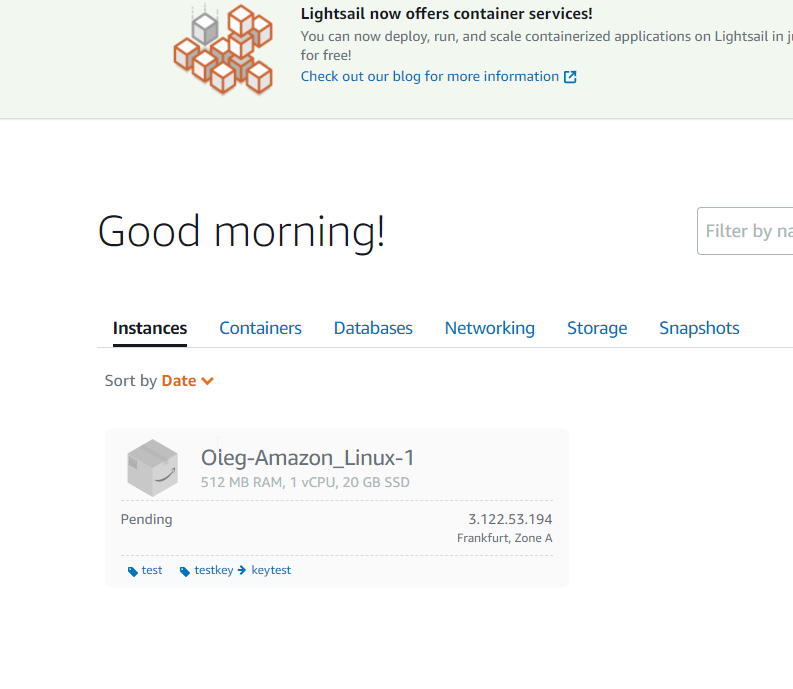 Lightsail now offers container services!
You can now deploy, run, and scale containerized applications on Lightsail in
for free!
Check out our blog for more information
Good morning!
Filter by
Instances Containers Databases Networking Storage Snapshots
Sort by Date
Oleg-Amazon_Linux-1
512 MB RAM, 1 vCPU, 20 GB SSD
Pending 3.122.53.194
Frankfurt, Zone A
test testkey → keytest